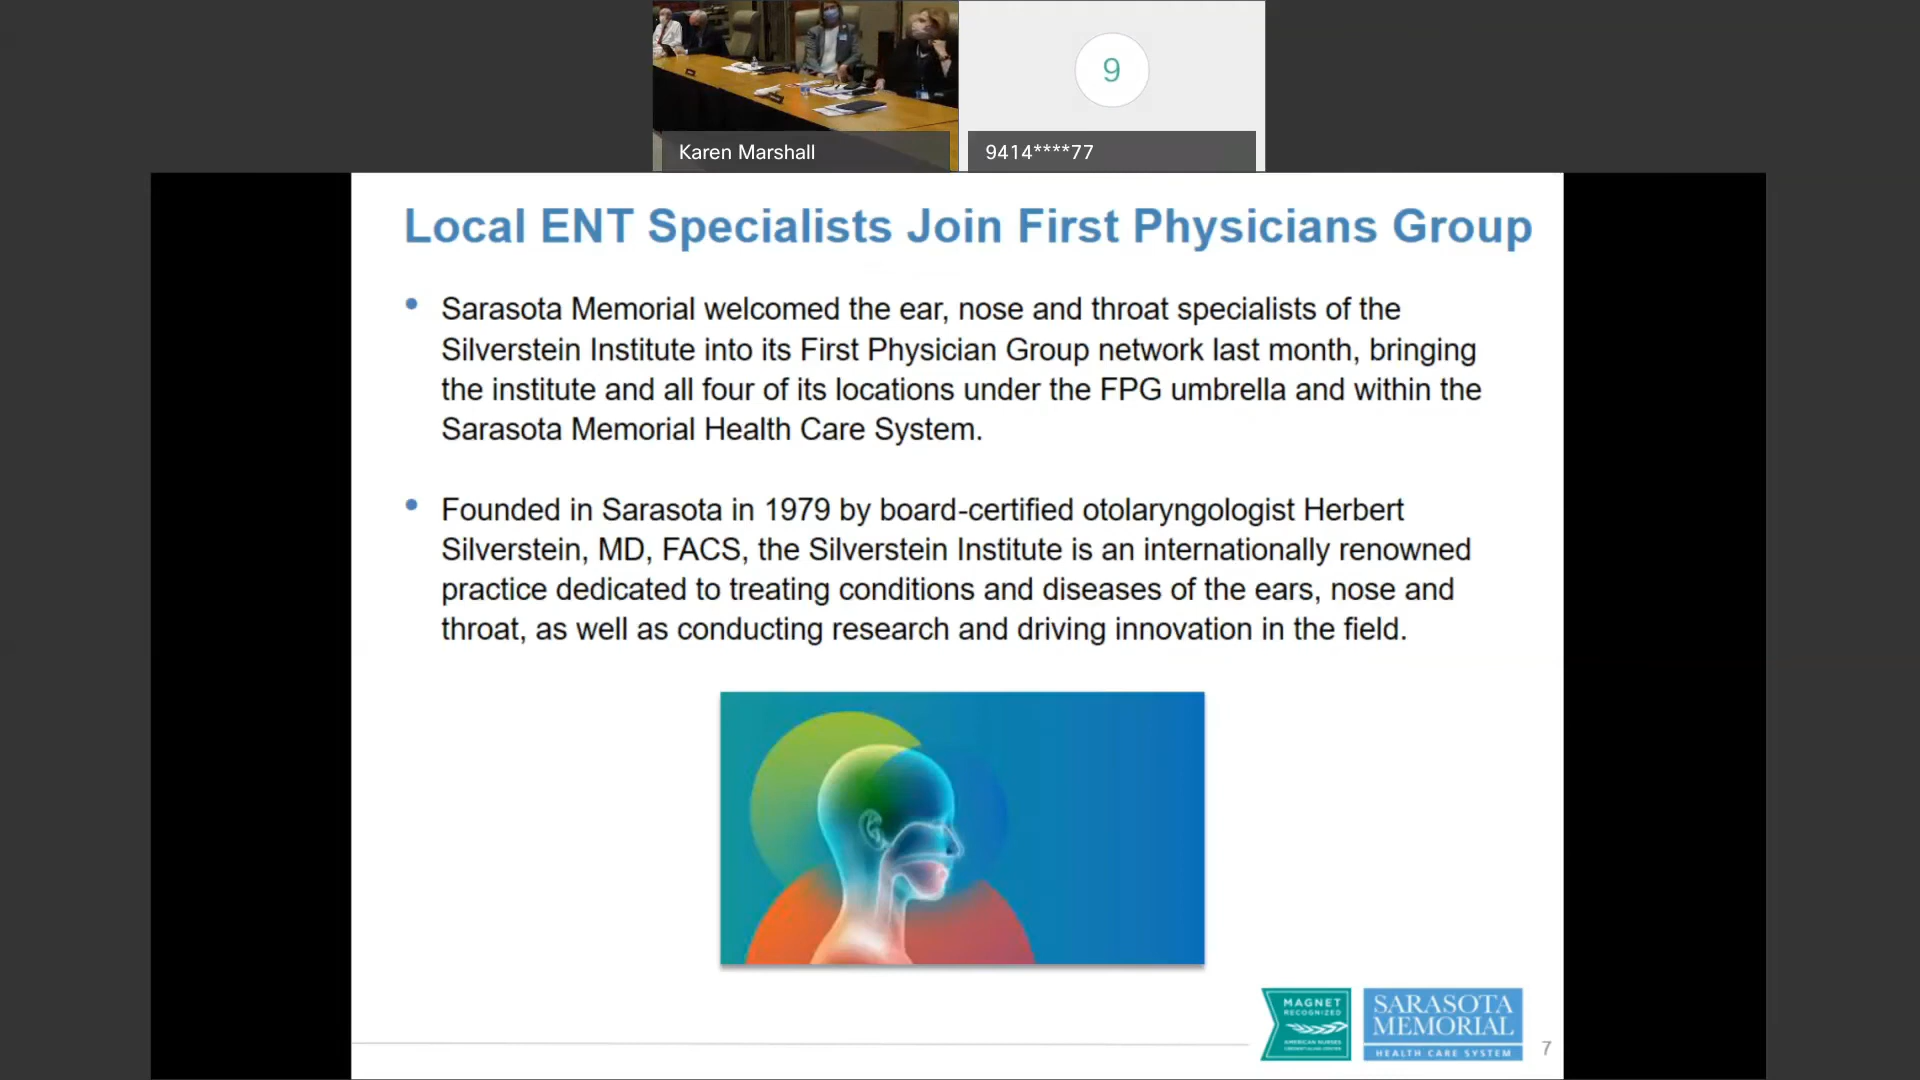 9
Karen Marshall
9414****77
Local ENT Specialists Join First Physicians Group
• Sarasota Memorial welcomed the ear, nose and throat specialists of the
Silverstein Institute into its First Physician Group network last month, bringing
the institute and all four of its locations under the FPG umbrella and within the
Sarasota Memorial Health Care System.
• Founded in Sarasota in 1979 by board-certified otolaryngologist Herbert
Silverstein, MD, FACS, the Silverstein Institute is an internationally renowned
practice dedicated to treating conditions and diseases of the ears, nose and
throat, as well as conducting research and driving innovation in the field.
MAGNET
RECOGNIZED
AMERICAN NURSES
CREDENTIALING CENTER
SARASOTA
MEMORIAL
HEALTH CARE SYSTEM
7